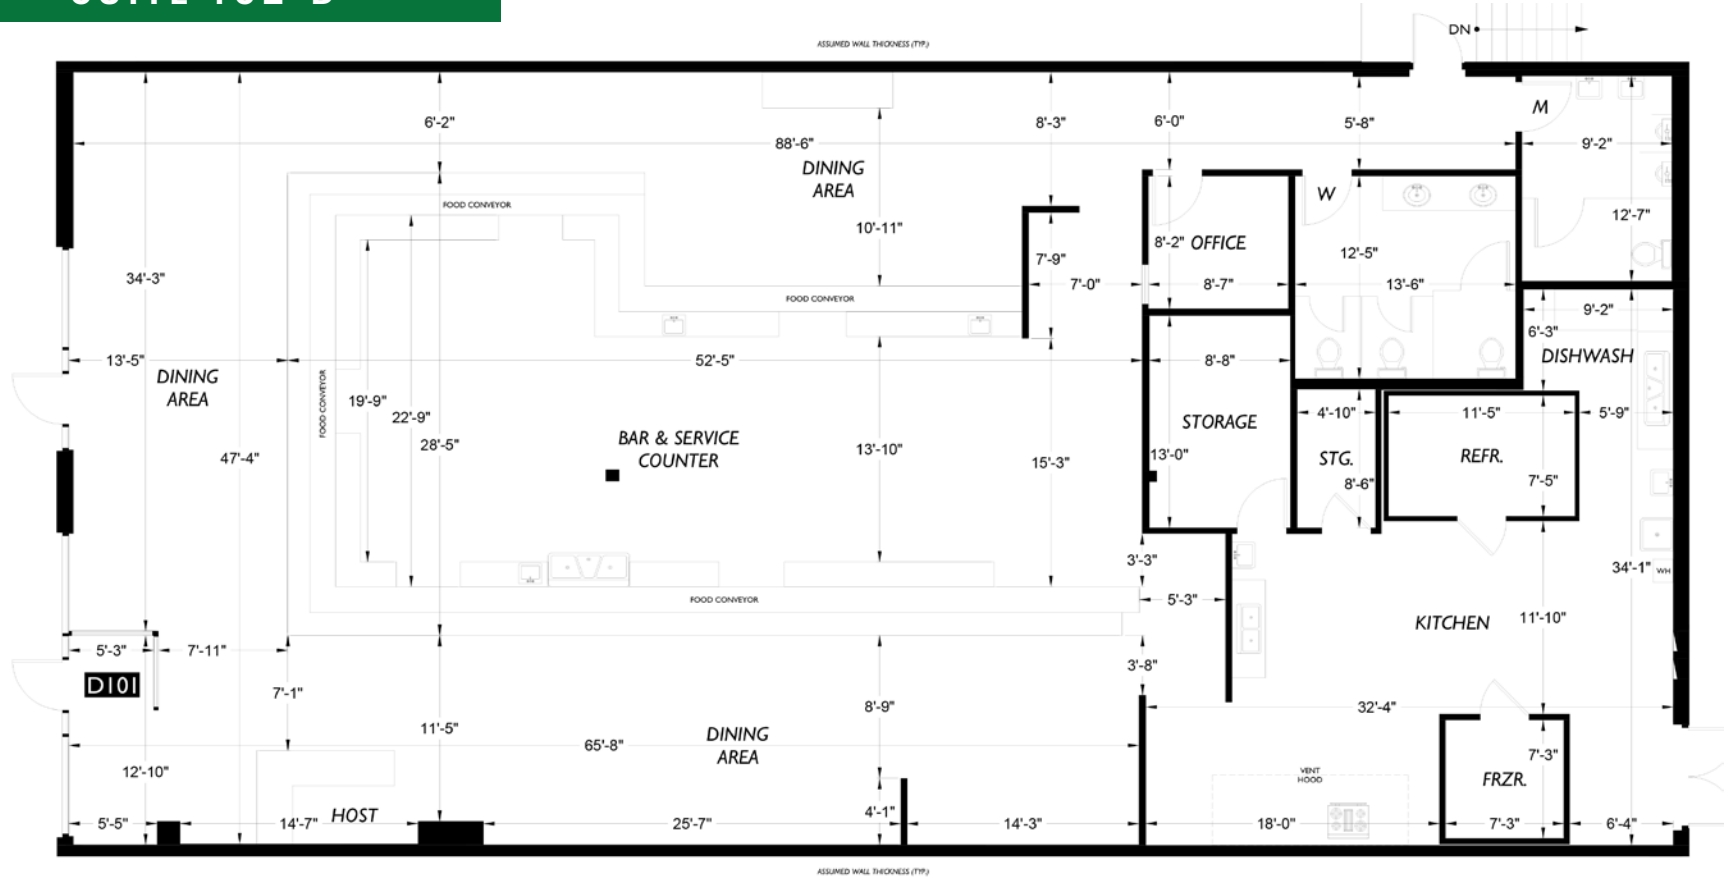 SUITE 102-B
DN
ASSUMED WALL THICKNESS (TYP.)
M
6'-2"
8'-3"
6'-0"
5'-8"
88'-6"
9'-2"
DINING
AREA
W
FOOD CONVEYOR
10'-11"
12'-7"
8'-2"
OFFICE
12'-5"
34'-3"
7'-9"
7'-0"
8'-7"
13'-6"
FOOD CONVEYOR
9'-2"
6'-3"
13'-5"
52'-5"
8'-8"
DISHWASH
DINING
AREA
FOOD CONVEYOR
19'-9"
22'-9"
28'-5"
4'-10"
11'-5"
5'-9"
STORAGE
BAR & SERVICE
COUNTER
47'-4"
13'-10"
15'-3"
13'-0"
STG.
8'-6"
REFR.
7'-5"
3'-3"
34'-1"
WH
FOOD CONVEYOR
5'-3"
KITCHEN
11'-10"
5'-3"
7'-11"
3'-8"
D101
7'-1"
8'-9"
32'-4"
11'-5"
65'-8"
DINING
AREA
12'-10"
VENT
HOOD
7'-3"
FRZR.
HOST
4'-1"
5'-5"
14'-7"
25'-7"
14'-3"
18'-0"
7'-3"
6'-4"
ASSUMED WALL THICKNESS (TYP.)